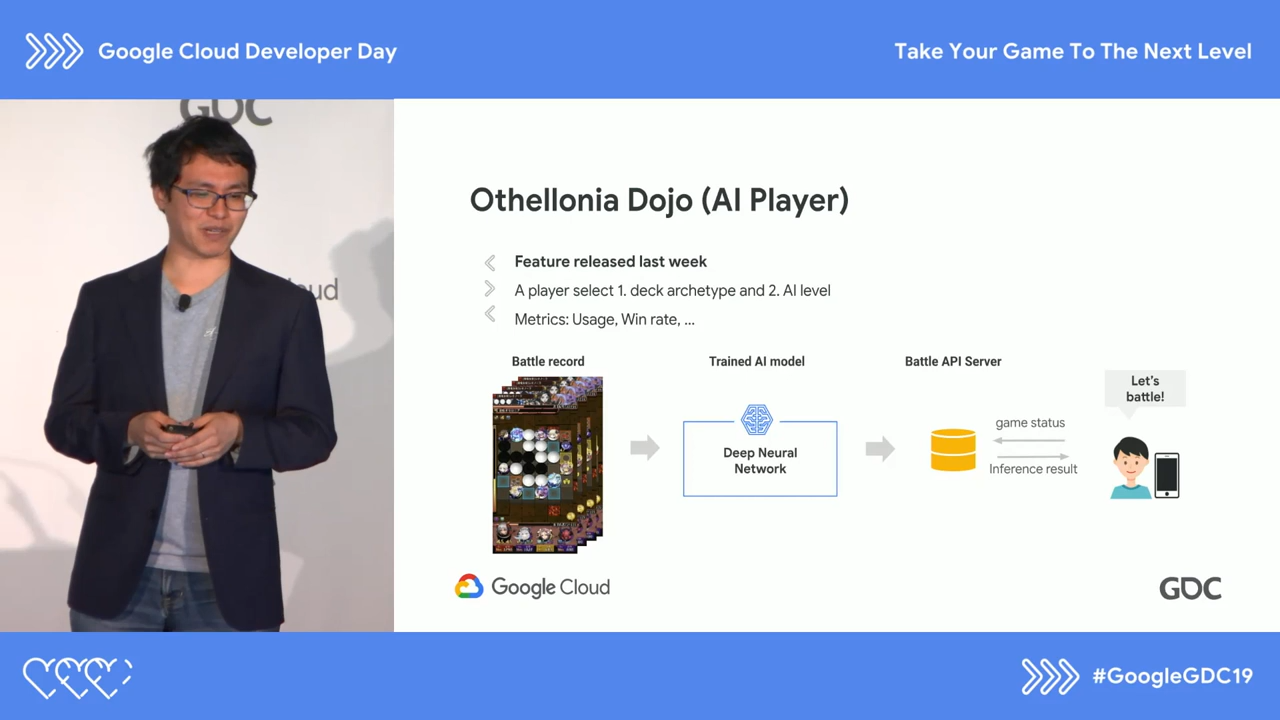 Google Cloud Developer Day
Take Your Game To The Next Level
GDC
oud
Othellonia Dojo (AI Player)
Feature released last week
A player select 1. deck archetype and 2. AI level
Metrics: Usage, Win rate, ...
Battle record
Trained AI model
Battle API Server
Deep Neural
Network
game status
Inference result
Let's
battle!
Google Cloud
GDC
#GoogleGDC19